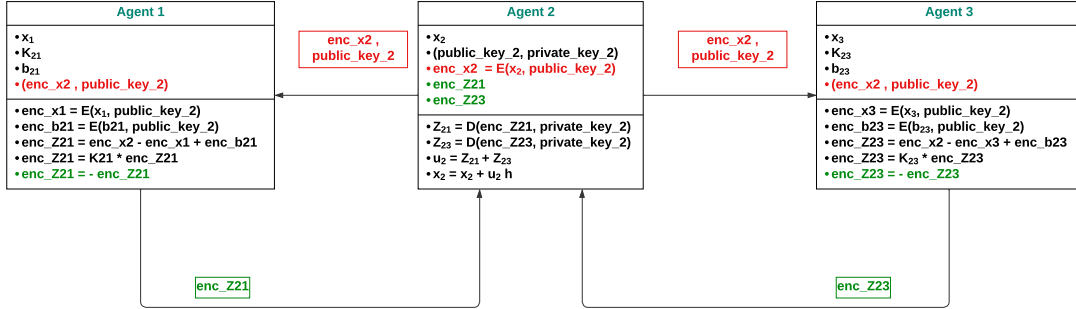 Agent 1
• x₁
• K₂₁
• b₂₁
• (enc_x2 , public_key_2)
• enc_x1 = E(x₁, public_key_2)
• enc_b21 = E(b21, public_key_2)
• enc_Z21 = enc_x2 - enc_x1 + enc_b21
• enc_Z21 = K21 * enc_Z21
• enc_Z21 = - enc_Z21
enc_x2 ,
public_key_2
Agent 2
• x₂
• (public_key_2, private_key_2)
• enc_x2 = E(x₂, public_key_2)
• enc_Z21
• enc_Z23
• Z₂₁ = D(enc_Z21, private_key_2)
• Z₂₃ = D(enc_Z23, private_key_2)
• u₂ = Z₂₁ + Z₂₃
• x₂ = x₂ + u₂ h
enc_x2 ,
public_key_2
Agent 3
• x₃
• K₂₃
• b₂₃
• (enc_x2 , public_key_2)
• enc_x3 = E(x₃, public_key_2)
• enc_b23 = E(b₂₃, public_key_2)
• enc_Z23 = enc_x2 - enc_x3 + enc_b23
• enc_Z23 = K₂₃ * enc_Z23
• enc_Z23 = - enc_Z23
enc_Z21
enc_Z23